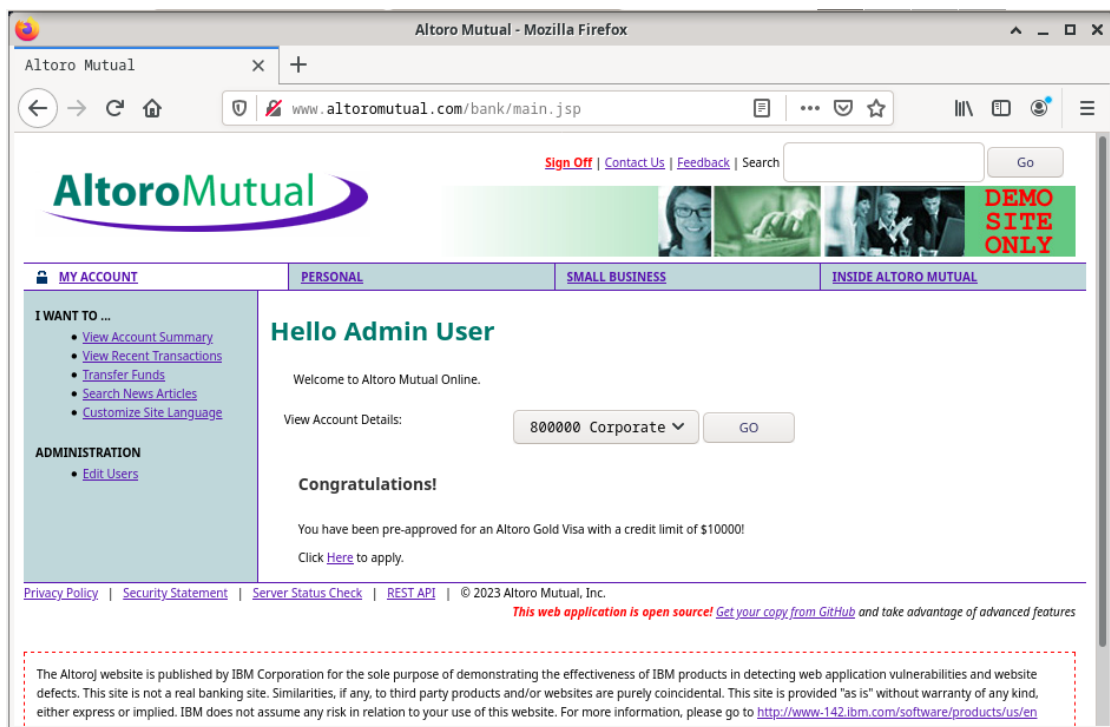 Altoro Mutual - Mozilla Firefox
Altoro Mutual
www.altoromutual.com/bank/main.jsp
Sign Off | Contact Us | Feedback | Search Go
AltoroMutual
DEMO
SITE
ONLY
MY ACCOUNT PERSONAL SMALL BUSINESS INSIDE ALTORO MUTUAL
I WANT TO ...
View Account Summary
View Recent Transactions
Transfer Funds
Search News Articles
Customize Site Language
ADMINISTRATION
Edit Users
Hello Admin User
Welcome to Altoro Mutual Online.
View Account Details: 800000 Corporate GO
Congratulations!
You have been pre-approved for an Altoro Gold Visa with a credit limit of $10000!
Click Here to apply.
Privacy Policy | Security Statement | Server Status Check | REST API | © 2023 Altoro Mutual, Inc.
This web application is open source! Get your copy from GitHub and take advantage of advanced features
The AltoroJ website is published by IBM Corporation for the sole purpose of demonstrating the effectiveness of IBM products in detecting web application vulnerabilities and website
defects. This site is not a real banking site. Similarities, if any, to third party products and/or websites are purely coincidental. This site is provided "as is" without warranty of any kind,
either express or implied. IBM does not assume any risk in relation to your use of this website. For more information, please go to http://www-142.ibm.com/software/products/us/en